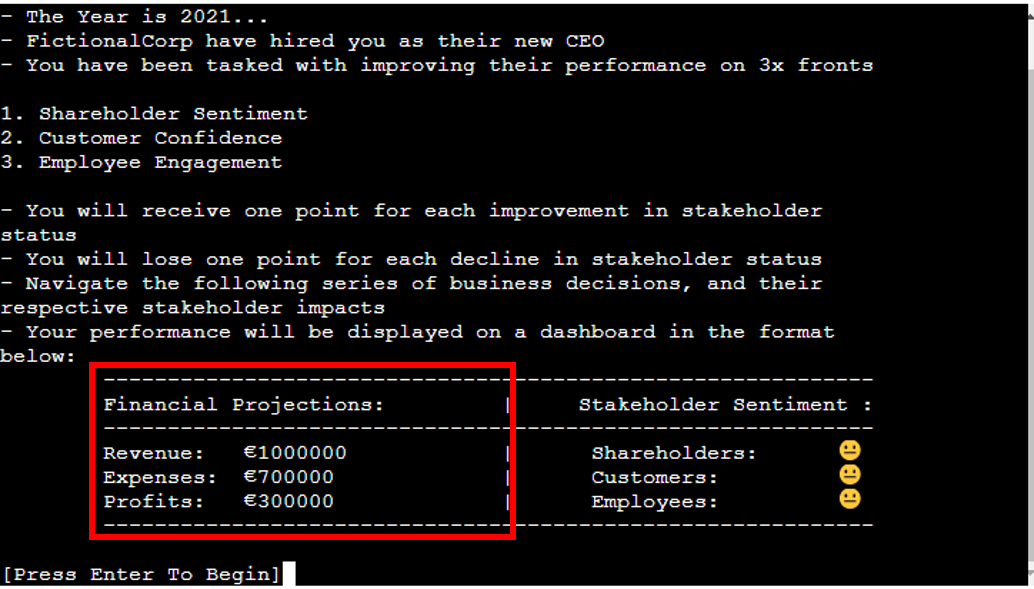 - The Year is 2021...
- FictionalCorp have hired you as their new CEO
- You have been tasked with improving their performance on 3x fronts
1. Shareholder Sentiment
2. Customer Confidence
3. Employee Engagement
- You will receive one point for each improvement in stakeholder
status
- You will lose one point for each decline in stakeholder status
- Navigate the following series of business decisions, and their
respective stakeholder impacts
- Your performance will be displayed on a dashboard in the format
below:
------------------------------------------------------------
Financial Projections: | Stakeholder Sentiment :
------------------------------------------------------------
Revenue: €1000000 | Shareholders: 😐
Expenses: €700000 | Customers: 😐
Profits: €300000 | Employees: 😐
------------------------------------------------------------
[Press Enter To Begin]